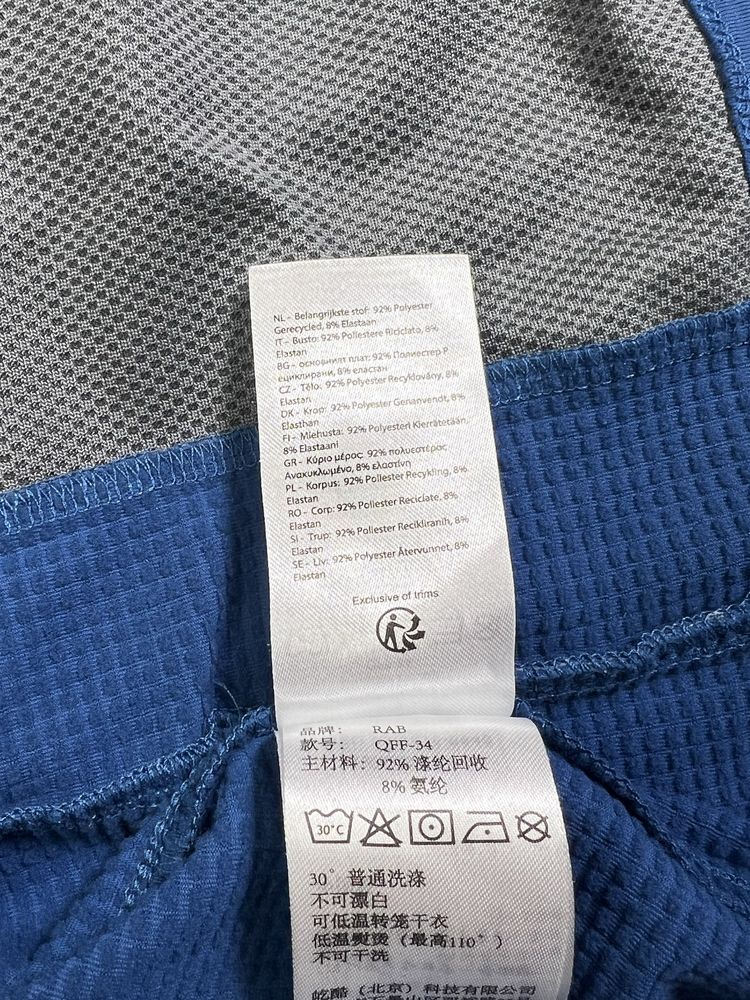 NL - Belangrijkste stof: 92% Polyester
Gerecycled, 8% Elastaan
IT - Busto: 92% Poliestere Riciclato, 8%
Elastan
BG - основният плат: 92% Полиестер Р
ециклирани, 8% еластан
CZ - Tělo: 92% Polyester Recyklovány, 8%
Elastan
DK - Krop: 92% Polyester Genanvendt, 8%
Elasthan
FI - Miehusta: 92% Polyesteri Kierrätetään,
8% Elastaani
GR - Κύριο μέρος: 92% πολυεστέρας
Ανακυκλωμένο, 8% ελαστίνη
PL - Korpus: 92% Polyester Recykling, 8%
Elastan
RO - Corp: 92% Poliester Reciclate, 8%
Elastan
SI - Trup: 92% Poliester Recikliranih, 8%
Elastan
SE - Liv: 92% Polyester Återvunnet, 8%
Elastan
Exclusive of trims
品牌: RAB
款号: QFF-34
主材料: 92% 涤纶回收
8% 氨纶
30°C
30°普通洗涤
不可漂白
可低温转笼干衣
低温熨烫(最高110°)
不可干洗
屹酷(北京)科技有限公司